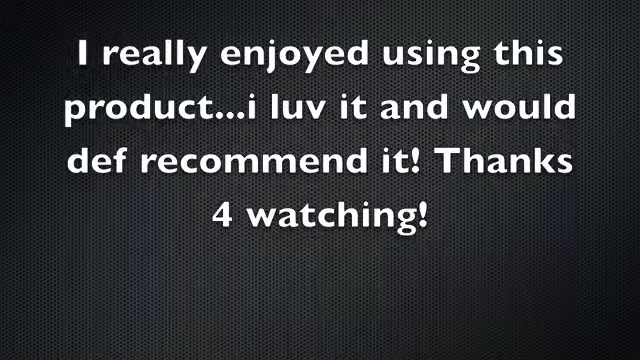 I really enjoyed using this
product...i luv it and would
def recommend it! Thanks
4 watching!